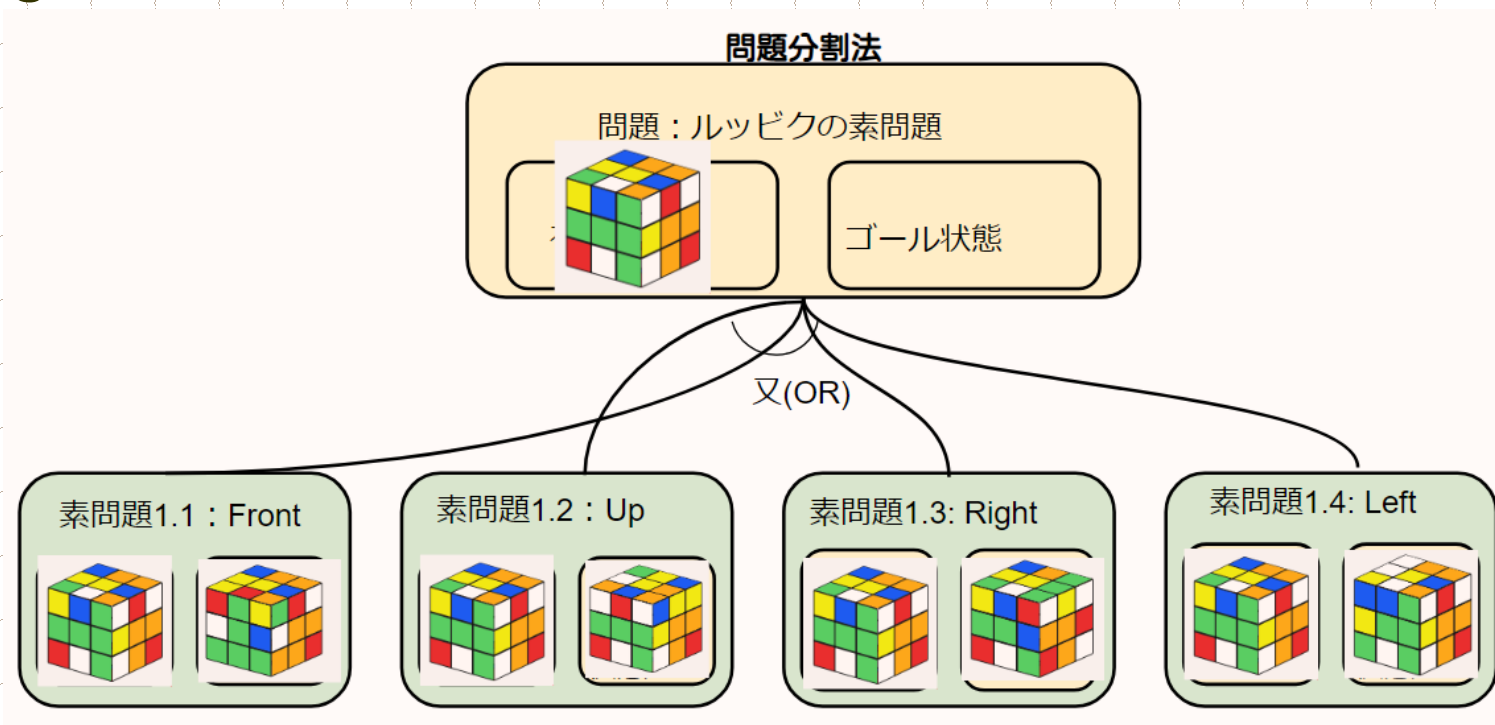 問題分割法
問題：ルッビクの素問題
ゴール状態
又(OR)
素問題1.1：Front
素問題1.2：Up
素問題1.3: Right
素問題1.4: Left